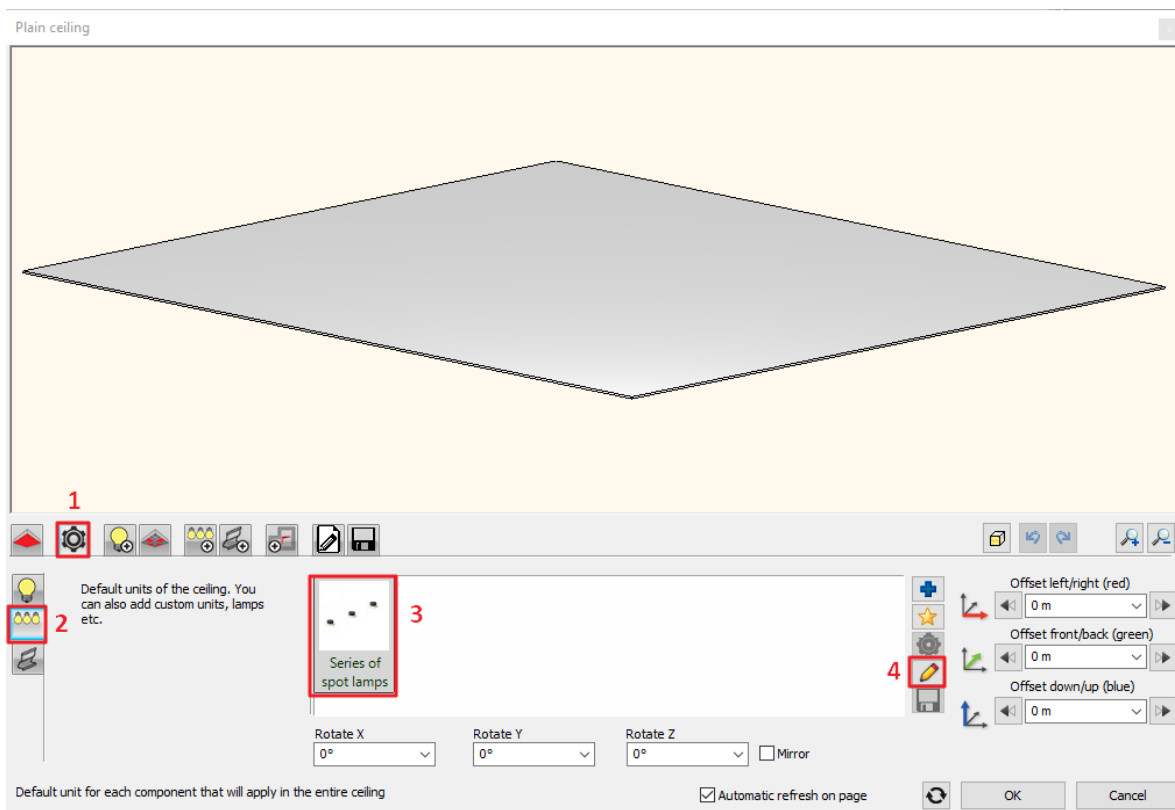 Plain ceiling
1
2
Default units of the ceiling. You
can also add custom units, lamps
etc.
Series of
spot lamps
3
4
Offset left/right (red)
0 m
Offset front/back (green)
0 m
Offset down/up (blue)
0 m
Rotate X
0°
Rotate Y
0°
Rotate Z
0°
Mirror
Default unit for each component that will apply in the entire ceiling
Automatic refresh on page
OK
Cancel